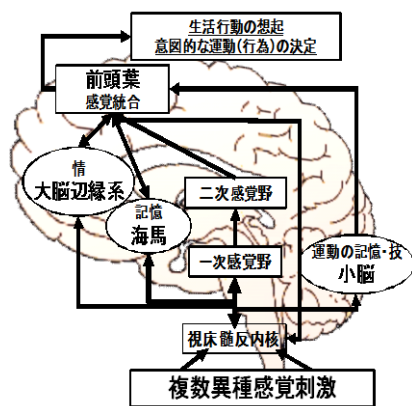 生活行動の想起
意図的な運動(行為)の決定
前頭葉
感覚統合
情
大脳辺縁系
記憶
海馬
二次感覚野
一次感覚野
運動の記憶・技
小脳
視床髄反内核
複数異種感覚刺激